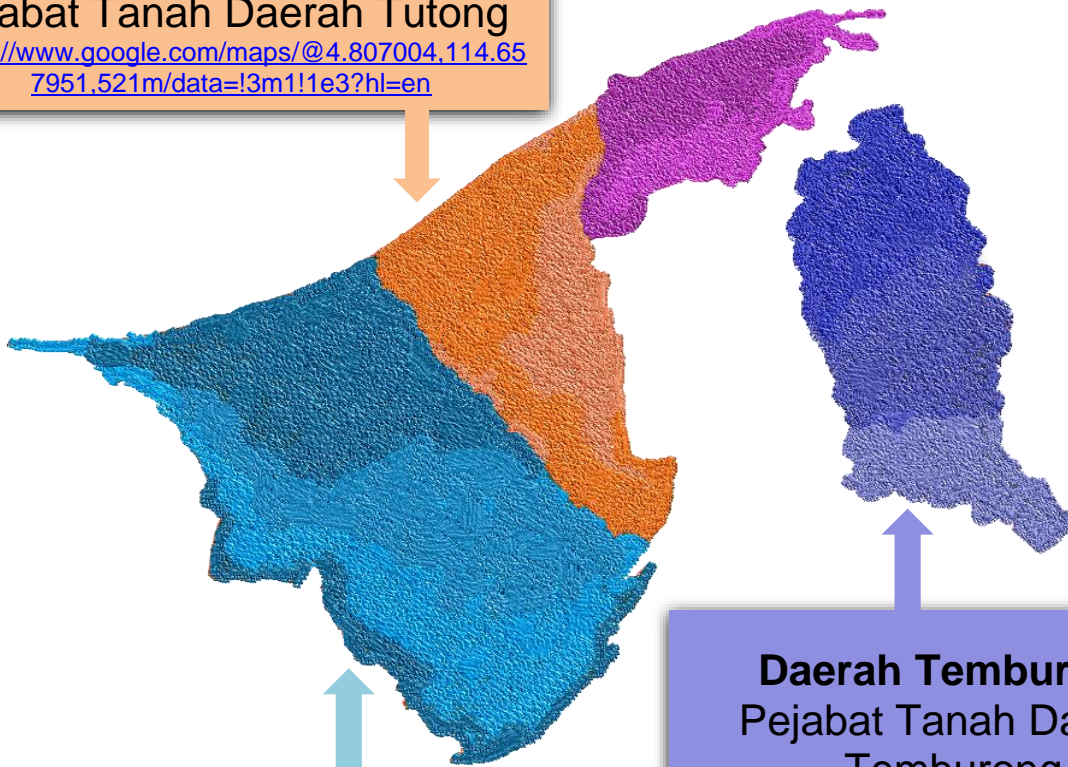 abat Tanah Daerah Tutong
//www.google.com/maps/@4.807004,114.65
7951,521m/data=!3m1!1e3?hl=en
Daerah Tembur
Pejabat Tanah Da
Temburong